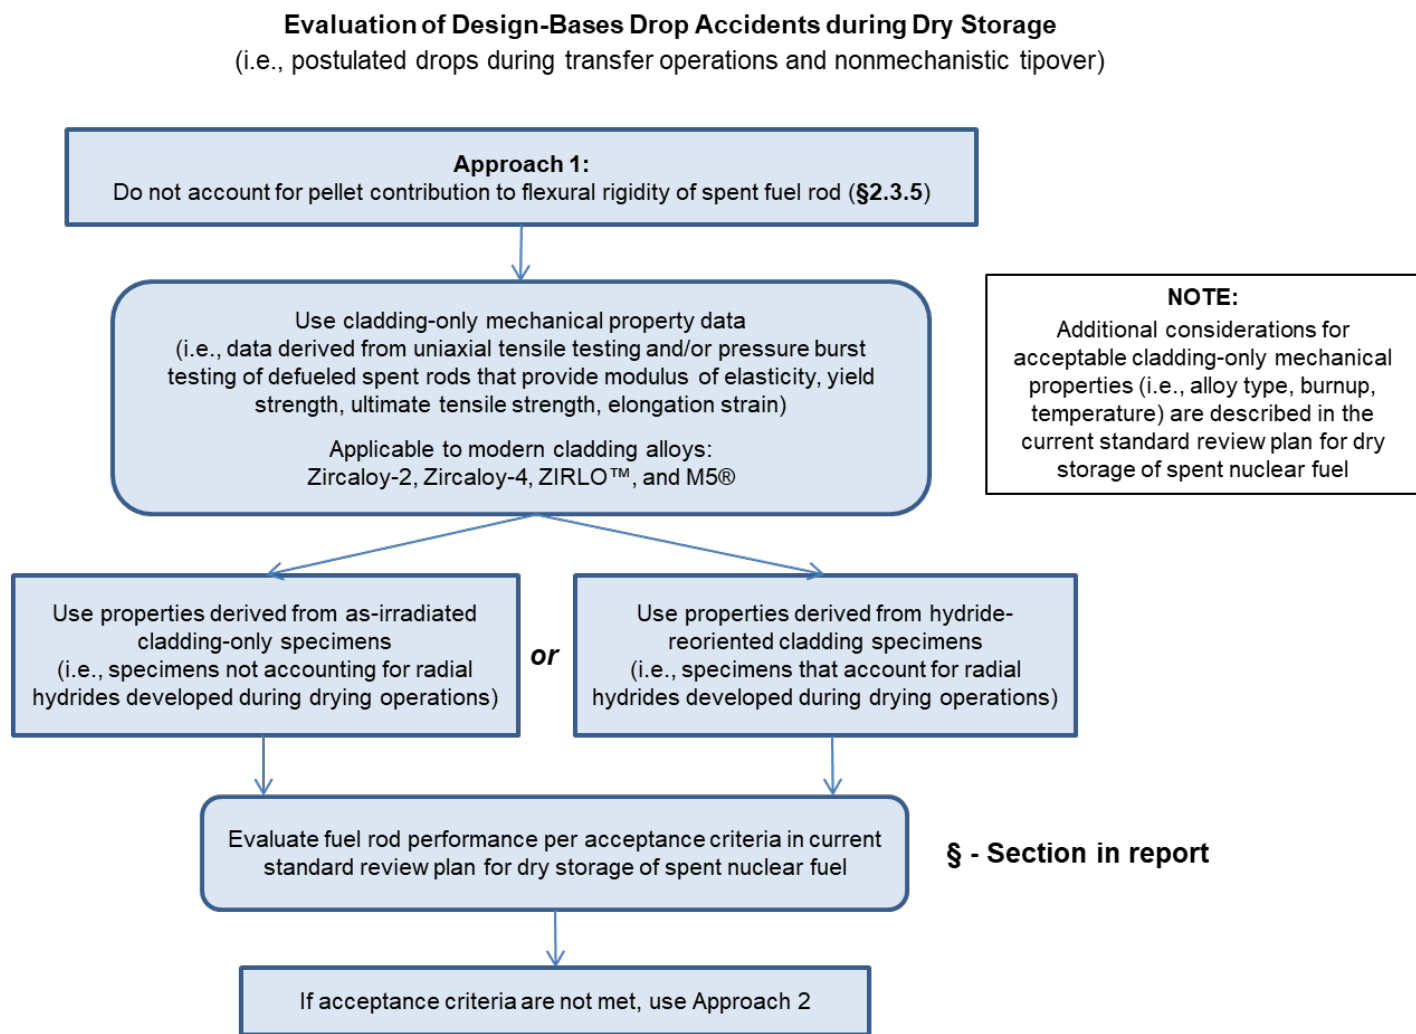 Evaluation of Design-Bases Drop Accidents during Dry Storage
(i.e., postulated drops during transfer operations and nonmechanistic tipover)
Approach 1:
Do not account for pellet contribution to flexural rigidity of spent fuel rod (§2.3.5)
Use cladding-only mechanical property data
(i.e., data derived from uniaxial tensile testing and/or pressure burst
testing of defueled spent rods that provide modulus of elasticity, yield
strength, ultimate tensile strength, elongation strain)
Applicable to modern cladding alloys:
Zircaloy-2, Zircaloy-4, ZIRLO™, and M5®
NOTE:
Additional considerations for
acceptable cladding-only mechanical
properties (i.e., alloy type, burnup,
temperature) are described in the
current standard review plan for dry
storage of spent nuclear fuel
Use properties derived from as-irradiated
cladding-only specimens
(i.e., specimens not accounting for radial
hydrides developed during drying operations)
or
Use properties derived from hydride-
reoriented cladding specimens
(i.e., specimens that account for radial
hydrides developed during drying operations)
Evaluate fuel rod performance per acceptance criteria in current
standard review plan for dry storage of spent nuclear fuel
§ - Section in report
If acceptance criteria are not met, use Approach 2